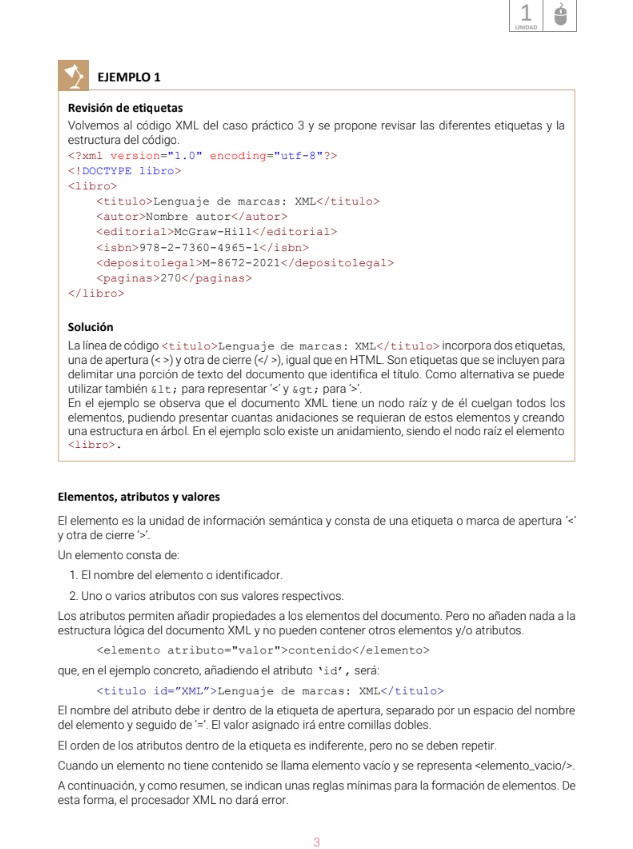 1
UNIDAD
EJEMPLO 1
Revisión de etiquetas
Volvemos al código XML del caso práctico 3 y se propone revisar las diferentes etiquetas y la
estructura del código.
<?xml version="1.0" encoding="utf-8"?>
<!DOCTYPE libro>
<libro>
<titulo>Lenguaje de marcas: XML</titulo>
<autor>Nombre autor</autor>
<editorial>McGraw-Hill</editorial>
<isbn>978-2-7360-4965-1</isbn>
<depositolegal>M-8672-2021</depositolegal>
<paginas>270</paginas>
</libro>
Solución
La línea de código <titulo>Lenguaje de marcas: XML</titulo> incorpora dos etiquetas,
una de apertura (< >) y otra de cierre (</ >), igual que en HTML. Son etiquetas que se incluyen para
delimitar una porción de texto del documento que identifica el título. Como alternativa se puede
utilizar también &lt; para representar '<' y &gt; para '>'.
En el ejemplo se observa que el documento XML tiene un nodo raíz y de él cuelgan todos los
elementos, pudiendo presentar cuantas anidaciones se requieran de estos elementos y creando
una estructura en árbol. En el ejemplo solo existe un anidamiento, siendo el nodo raíz el elemento
<libro>.
Elementos, atributos y valores
El elemento es la unidad de información semántica y consta de una etiqueta o marca de apertura '<'
y otra de cierre '>'.
Un elemento consta de:
1. El nombre del elemento o identificador.
2. Uno o varios atributos con sus valores respectivos.
Los atributos permiten añadir propiedades a los elementos del documento. Pero no añaden nada a la
estructura lógica del documento XML y no pueden contener otros elementos y/o atributos.
<elemento atributo="valor">contenido</elemento>
que, en el ejemplo concreto, añadiendo el atributo 'id', será:
<titulo id=”XML”>Lenguaje de marcas: XML</titulo>
El nombre del atributo debe ir dentro de la etiqueta de apertura, separado por un espacio del nombre
del elemento y seguido de '='. El valor asignado irá entre comillas dobles.
El orden de los atributos dentro de la etiqueta es indiferente, pero no se deben repetir.
Cuando un elemento no tiene contenido se llama elemento vacío y se representa <elemento_vacio/>.
A continuación, y como resumen, se indican unas reglas mínimas para la formación de elementos. De
esta forma, el procesador XML no dará error.
3